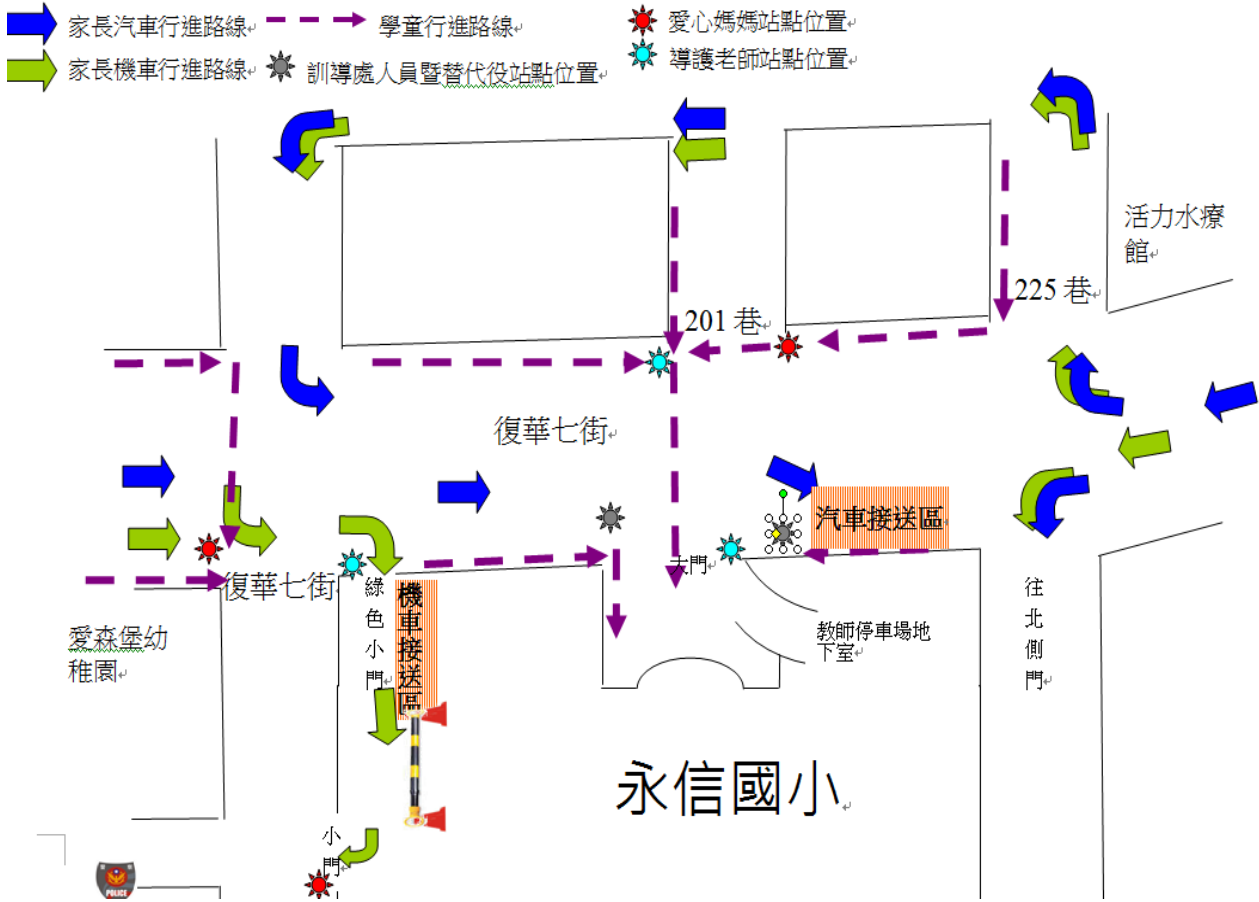 家長汽車行進路線
學童行進路線
愛心媽媽站點位置
家長機車行進路線
訓導處人員暨替代役站點位置
導護老師站點位置
活力水療
館
225 巷
201 巷
復華七街
汽車接送區
大門
復華七街
綠色小門
機車接送區
往北側門
愛森堡幼
稚園
教師停車場地
下室
永信國小
小門
POLICE